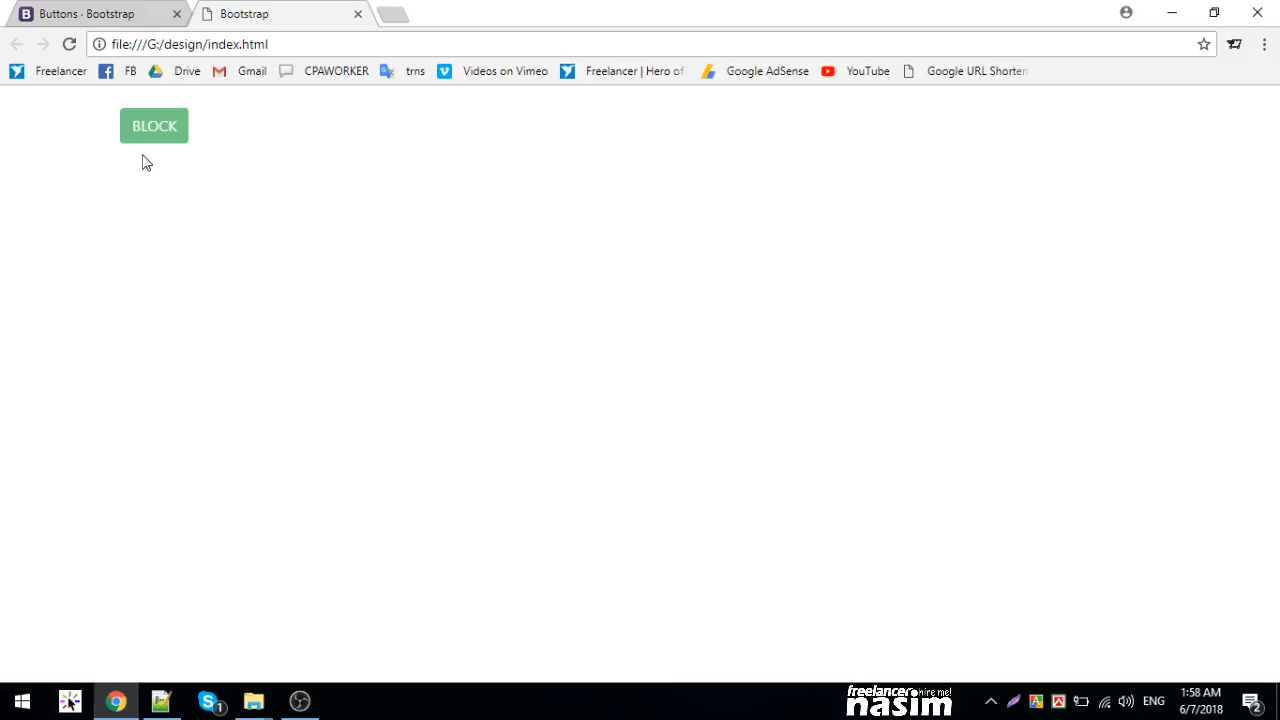 B Buttons · Bootstrap
Bootstrap
file:///G:/design/index.html
Freelancer
FB
Drive
Gmail
CPAWORKER
trns
Videos on Vimeo
Freelancer | Hero of
Google AdSense
YouTube
Google URL Shorten
BLOCK
freelancer hire me!
nasim
1
ENG
1:58 AM
6/7/2018
2